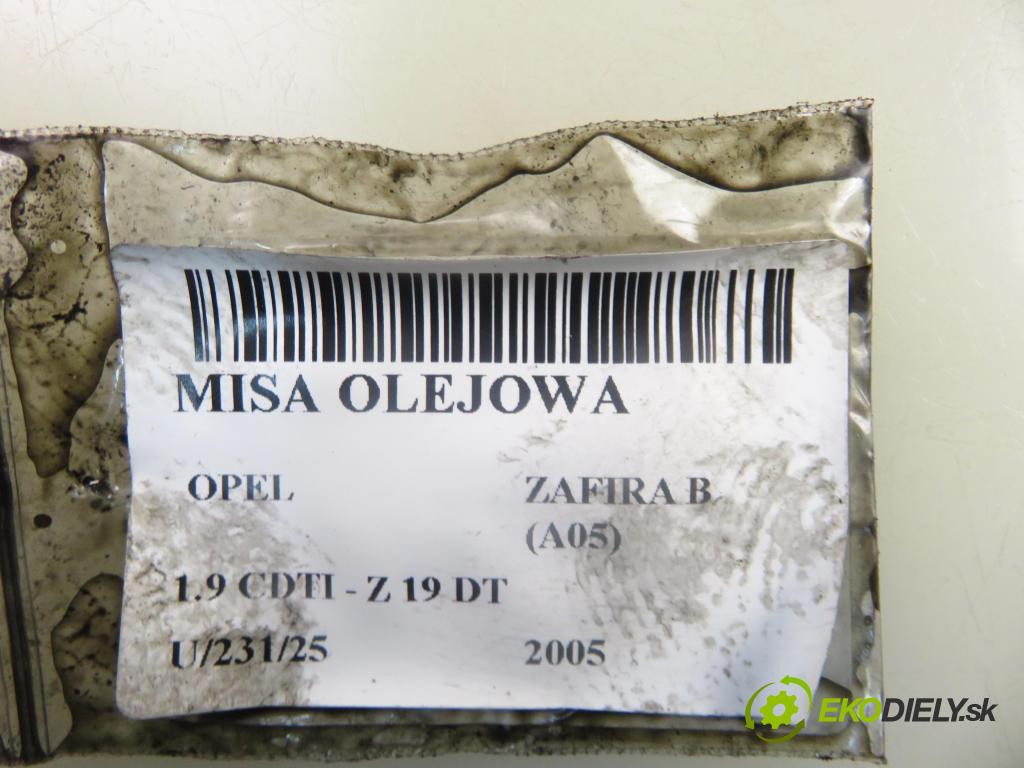 MISA OLEJOWA
OPEL ZAFIRA B
(A05)
1.9 CDTI - Z 19 DT
U/231/25 2005
EKODIELY.sk